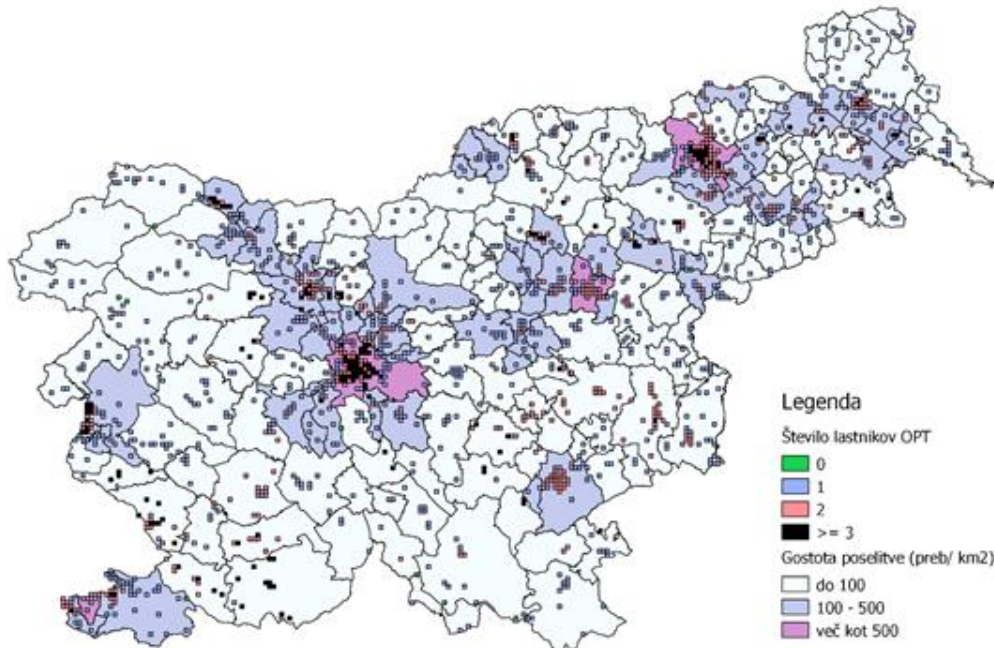 Legenda
Število lastnikov OPT
0
1
2
>= 3
Gostota poselitve (preb/ km2)
do 100
100 - 500
več kot 500